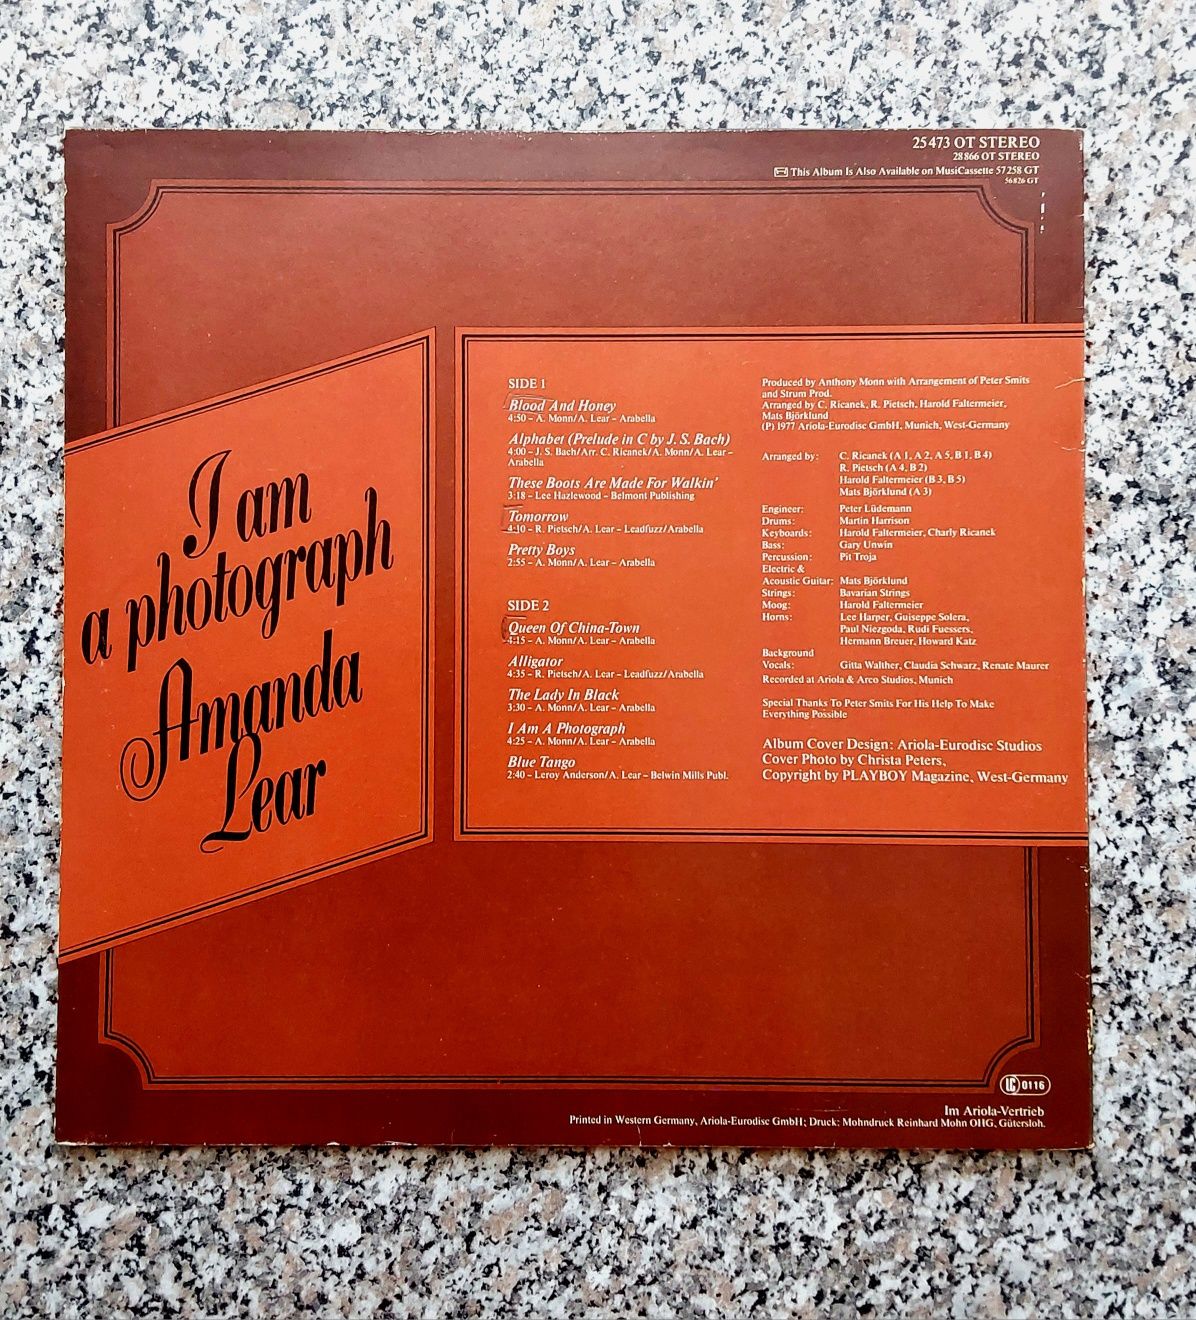 25 473 OT STEREO
28 866 OT STEREO
This Album Is Also Available on MusiCassette 57 258 GT
56 826 GT
I am
a photograph
Amanda
Lear
SIDE 1
Blood And Honey
4:50 – A. Monn/A. Lear – Arabella
Alphabet (Prelude in C by J. S. Bach)
4:00 – J. S. Bach/Arr. C. Ricanek/A. Monn/A. Lear –
Arabella
These Boots Are Made For Walkin'
3:18 – Lee Hazlewood – Belmont Publishing
Tomorrow
4:10 – R. Pietsch/A. Lear – Leadfuzz/Arabella
Pretty Boys
2:55 – A. Monn/A. Lear – Arabella
SIDE 2
Queen Of China-Town
4:15 – A. Monn/A. Lear – Arabella
Alligator
4:35 – R. Pietsch/A. Lear – Leadfuzz/Arabella
The Lady In Black
3:30 – A. Monn/A. Lear – Arabella
I Am A Photograph
4:25 – A. Monn/A. Lear – Arabella
Blue Tango
2:40 – Leroy Anderson/A. Lear – Belwin Mills Publ.
Produced by Anthony Monn with Arrangement of Peter Smits
and Strum Prod.
Arranged by C. Ricanek, R. Pietsch, Harold Faltermeier,
Mats Björklund
(P) 1977 Ariola-Eurodisc GmbH, Munich, West-Germany
Arranged by: C. Ricanek (A 1, A 2, A 5, B 1, B 4)
R. Pietsch (A 4, B 2)
Harold Faltermeier (B 3, B 5)
Mats Björklund (A 3)
Engineer: Peter Lüdemann
Drums: Martin Harrison
Keyboards: Harold Faltermeier, Charly Ricanek
Bass: Gary Unwin
Percussion: Pit Troja
Electric &
Acoustic Guitar: Mats Björklund
Strings: Bavarian Strings
Moog: Harold Faltermeier
Horns: Lee Harper, Guiseppe Solera,
Paul Niezgoda, Rudi Fuessers,
Hermann Breuer, Howard Katz
Background
Vocals: Gitta Walther, Claudia Schwarz, Renate Maurer
Recorded at Ariola & Arco Studios, Munich
Special Thanks To Peter Smits For His Help To Make
Everything Possible
Album Cover Design: Ariola-Eurodisc Studios
Cover Photo by Christa Peters,
Copyright by PLAYBOY Magazine, West-Germany
LC 0116
Im Ariola-Vertrieb
Printed in Western Germany, Ariola-Eurodisc GmbH; Druck: Mohndruck Reinhard Mohn OHG, Gütersloh.